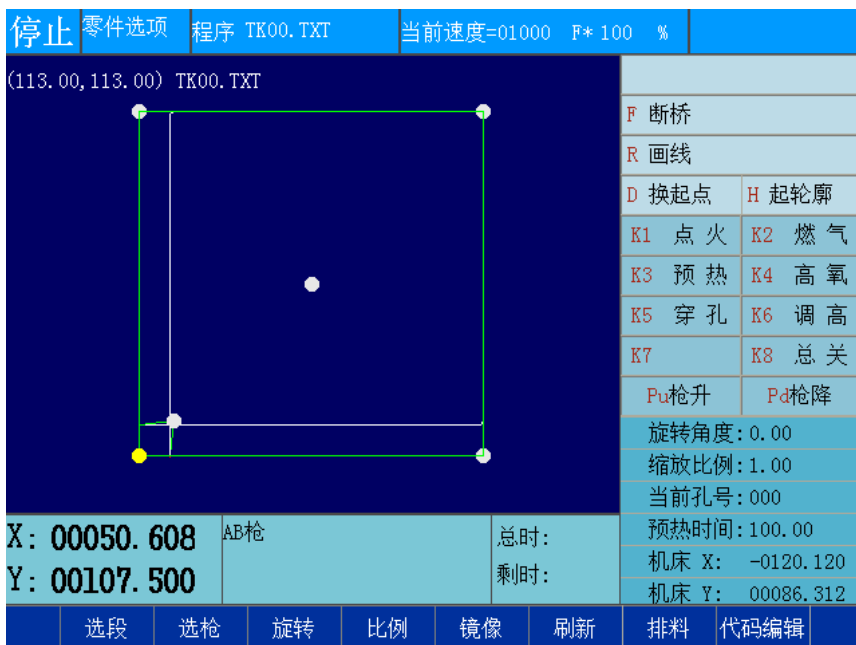 停止 零件选项 程序 TK00.TXT 当前速度=01000 F* 100 %
(113.00,113.00) TK00.TXT
F 断桥
R 画线
D 换起点 H 起轮廓
K1 点火 K2 燃气
K3 预热 K4 高氧
K5 穿孔 K6 调高
K7 K8 总关
Pu枪升 Pd枪降
旋转角度:0.00
缩放比例:1.00
当前孔号:000
预热时间:100.00
机床 X: -0120.120
机床 Y: 00086.312
X: 00050.608 AB枪 总时:
Y: 00107.500 剩时:
选段 选枪 旋转 比例 镜像 刷新 排料 代码编辑